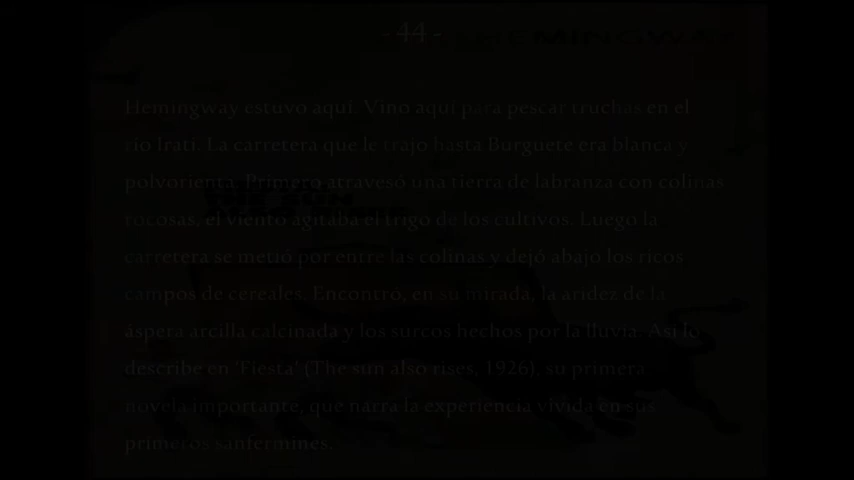 - 44 -
HEMINGWAY
Hemingway estuvo aquí. Vino aquí para pescar truchas en el
río Irati. La carretera que le trajo hasta Burguete era blanca y
polvorienta. Primero atravesó una tierra de labranza con colinas
rocosas, el viento agitaba el trigo de los cultivos. Luego la
carretera se metió por entre las colinas y dejó abajo los ricos
campos de cereales. Encontró, en su mirada, la aridez de la
áspera arcilla calcinada y los surcos hechos por la lluvia. Así lo
describe en 'Fiesta' (The sun also rises, 1926), su primera
novela importante, que narra la experiencia vivida en sus
primeros sanfermines.